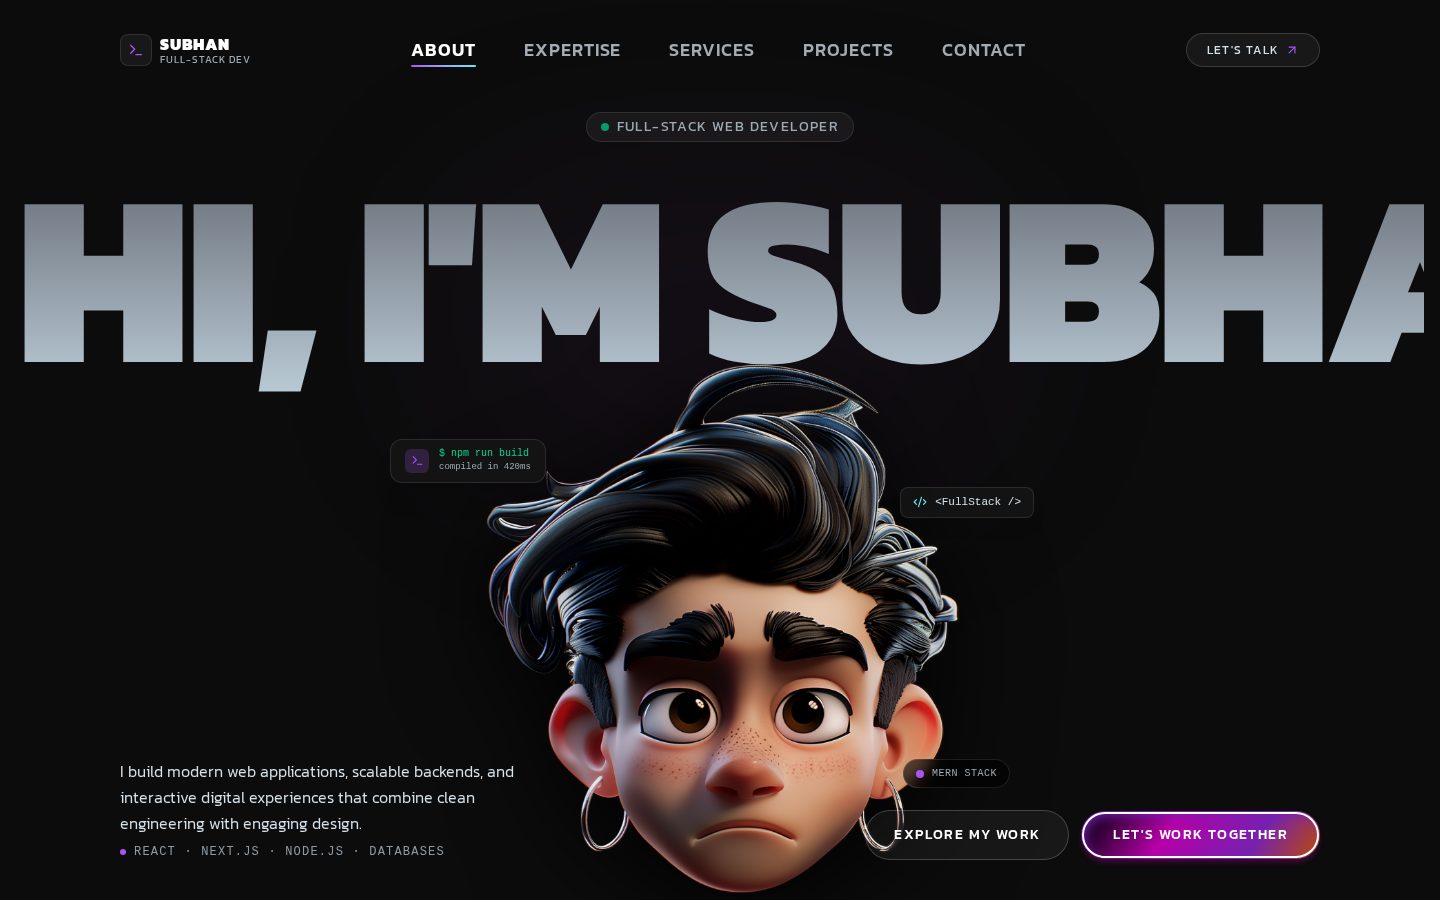 SUBHAN
FULL-STACK DEV
ABOUT
EXPERTISE
SERVICES
PROJECTS
CONTACT
LET'S TALK
FULL-STACK WEB DEVELOPER
HI, I'M SUBHA
$ npm run build
compiled in 420ms
<FullStack />
I build modern web applications, scalable backends, and
interactive digital experiences that combine clean
engineering with engaging design.
REACT · NEXT.JS · NODE.JS · DATABASES
MERN STACK
EXPLORE MY WORK
LET'S WORK TOGETHER